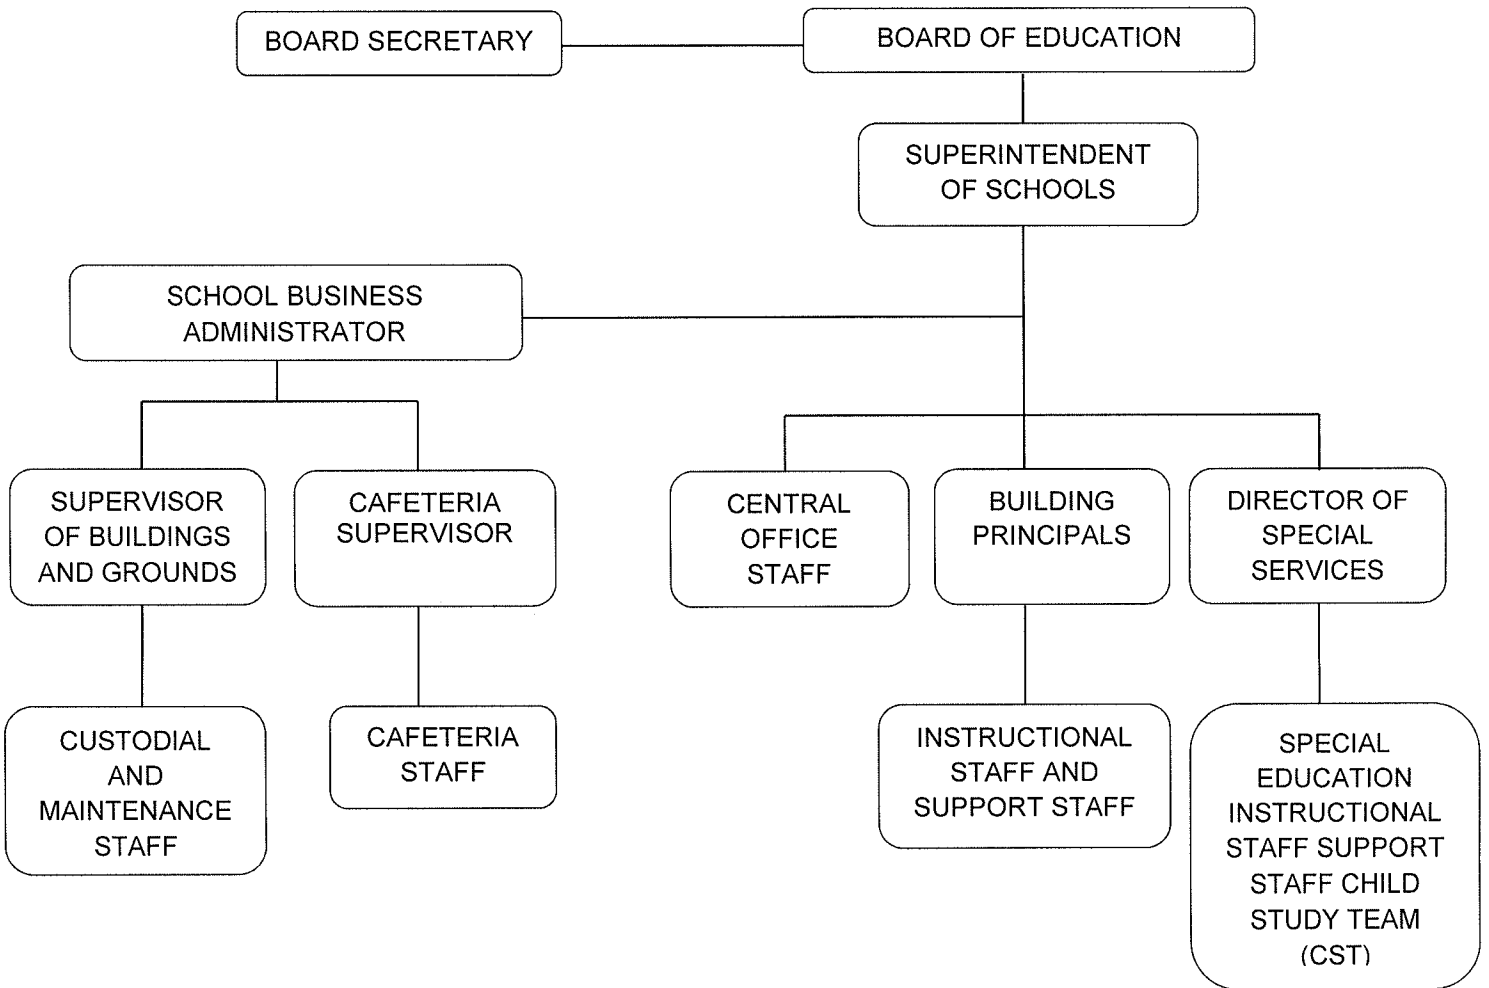 BOARD SECRETARY
BOARD OF EDUCATION
SUPERINTENDENT
OF SCHOOLS
SCHOOL BUSINESS
ADMINISTRATOR
SUPERVISOR
OF BUILDINGS
AND GROUNDS
CAFETERIA
SUPERVISOR
CENTRAL
OFFICE
STAFF
BUILDING
PRINCIPALS
DIRECTOR OF
SPECIAL
SERVICES
CUSTODIAL
AND
MAINTENANCE
STAFF
CAFETERIA
STAFF
INSTRUCTIONAL
STAFF AND
SUPPORT STAFF
SPECIAL
EDUCATION
INSTRUCTIONAL
STAFF SUPPORT
STAFF CHILD
STUDY TEAM
(CST)